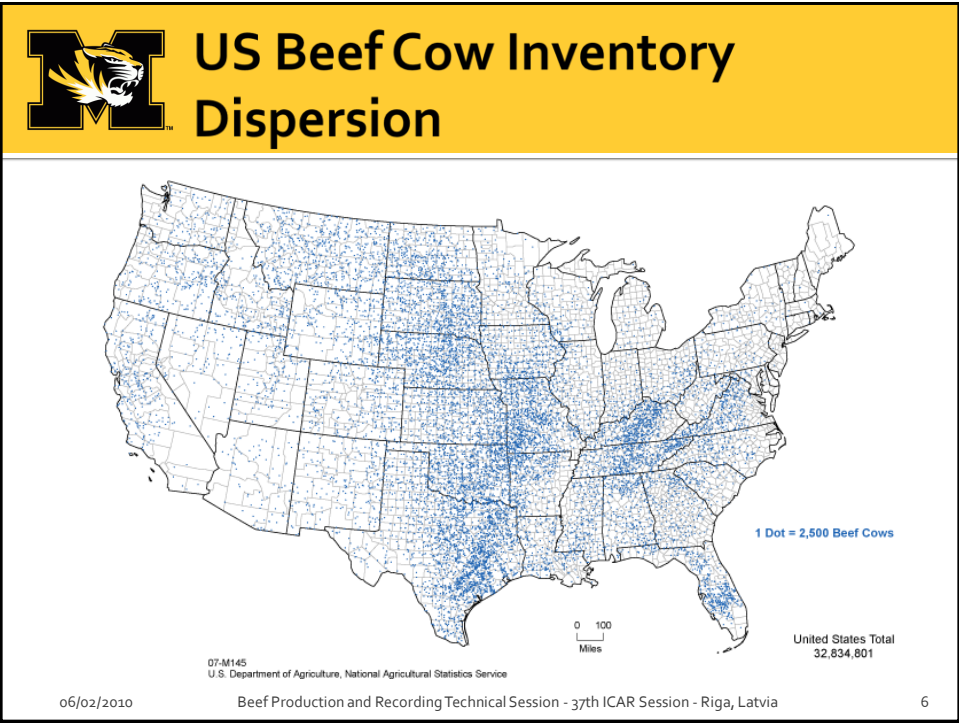 US Beef Cow Inventory
Dispersion
M
TM
1 Dot = 2,500 Beef Cows
0 100
Miles
United States Total
32,834,801
07-M145
U.S. Department of Agriculture, National Agricultural Statistics Service
06/02/2010 Beef Production and Recording Technical Session - 37th ICAR Session - Riga, Latvia 6